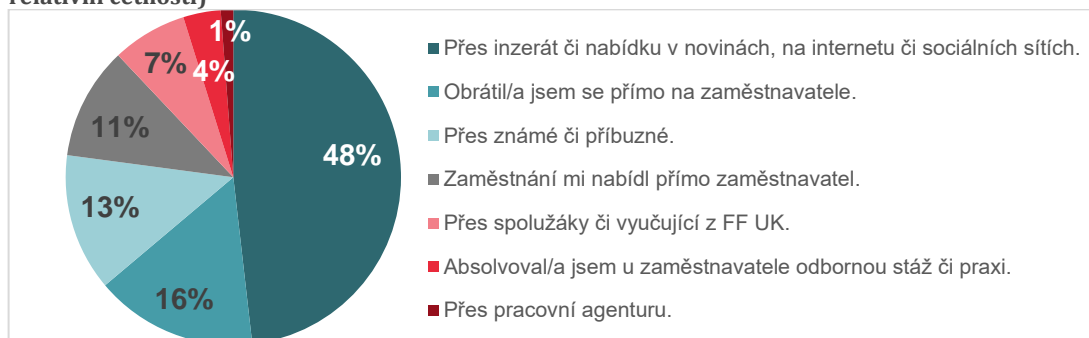 relativní četnosti)
1%
7%
4%
11%
48%
13%
16%
Přes inzerát či nabídku v novinách, na internetu či sociálních sítích.
Obrátil/a jsem se přímo na zaměstnavatele.
Přes známé či příbuzné.
Zaměstnání mi nabídl přímo zaměstnavatel.
Přes spolužáky či vyučující z FF UK.
Absolvoval/a jsem u zaměstnavatele odbornou stáž či praxi.
Přes pracovní agenturu.